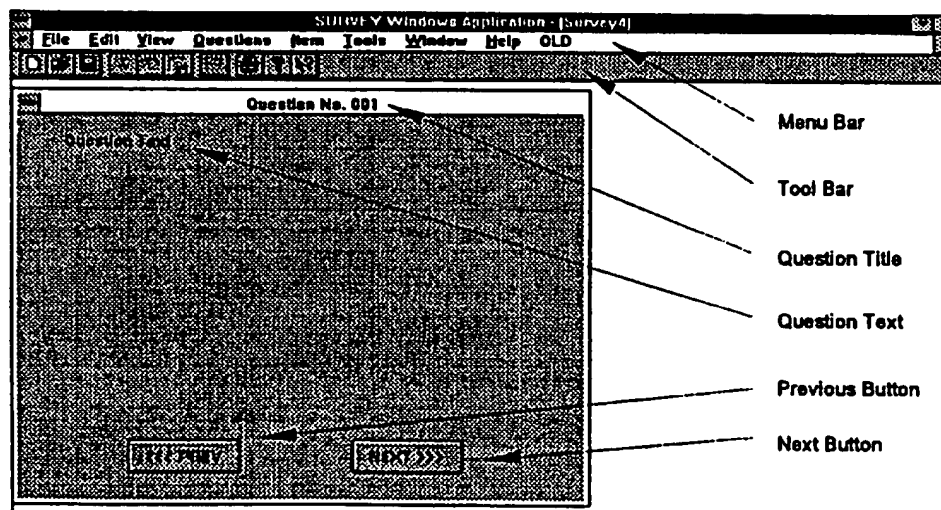 SURVEY Windows Application - [Survey4]
File Edit View Questions Item Tools Window Help OLD
Question No. 001
Menu Bar
Question Text
Tool Bar
Question Title
Question Text
Previous Button
<<< PREV
NEXT >>>
Next Button